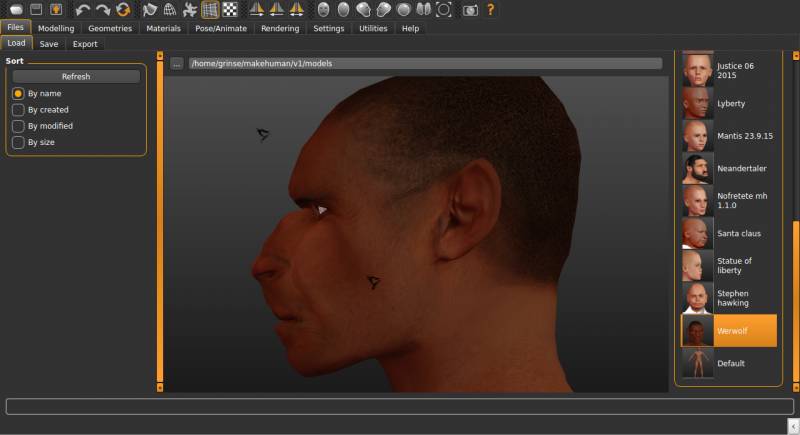 Files Modelling Geometries Materials Pose/Animate Rendering Settings Utilities Help
Load Save Export
Sort
Refresh
By name
By created
By modified
By size
... /home/grinse/makehuman/v1/models
Justice 06
2015
Lyberty
Mantis 23.9.15
Neandertaler
Nofretete mh
1.1.0
Santa claus
Statue of
liberty
Stephen
hawking
Werwolf
Default